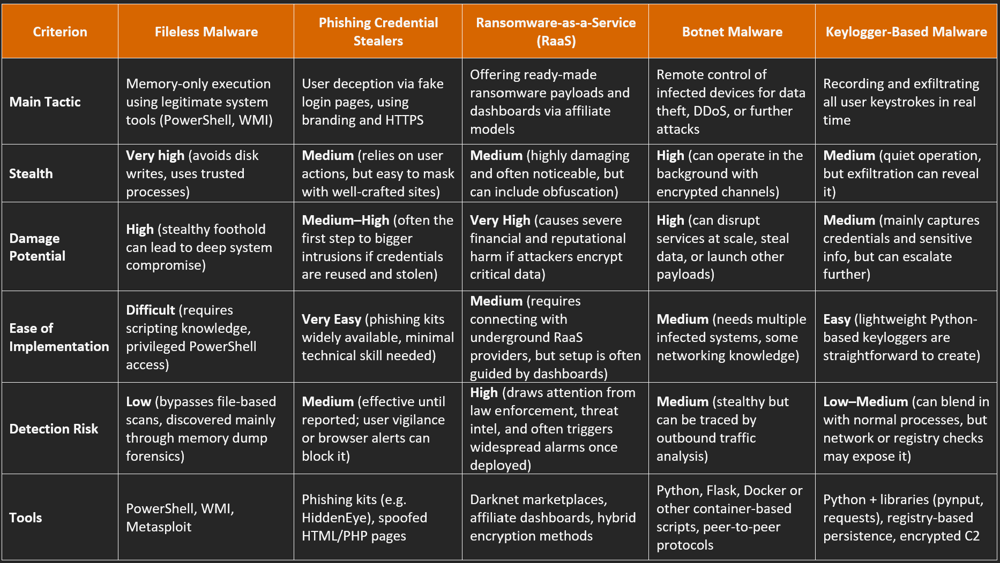 Criterion
Fileless Malware
Phishing Credential
Stealers
Ransomware-as-a-Service
(RaaS)
Botnet Malware
Keylogger-Based Malware
Main Tactic
Memory-only execution
using legitimate system
tools (PowerShell, WMI)
User deception via fake
login pages, using
branding and HTTPS
Offering ready-made
ransomware payloads and
dashboards via affiliate
models
Remote control of
infected devices for data
theft, DDoS, or further
attacks
Recording and exfiltrating
all user keystrokes in real
time
Stealth
Very high (avoids disk
writes, uses trusted
processes)
Medium (relies on user
actions, but easy to mask
with well-crafted sites)
Medium (highly damaging
and often noticeable, but
can include obfuscation)
High (can operate in the
background with
encrypted channels)
Medium (quiet operation,
but exfiltration can reveal
it)
Damage
Potential
High (stealthy foothold
can lead to deep system
compromise)
Medium–High (often the
first step to bigger
intrusions if credentials
are reused and stolen)
Very High (causes severe
financial and reputational
harm if attackers encrypt
critical data)
High (can disrupt
services at scale, steal
data, or launch other
payloads)
Medium (mainly captures
credentials and sensitive
info, but can escalate
further)
Ease of
Implementation
Difficult (requires
scripting knowledge,
privileged PowerShell
access)
Very Easy (phishing kits
widely available, minimal
technical skill needed)
Medium (requires
connecting with
underground RaaS
providers, but setup is often
guided by dashboards)
Medium (needs multiple
infected systems, some
networking knowledge)
Easy (lightweight Python-
based keyloggers are
straightforward to create)
Detection Risk
Low (bypasses file-based
scans, discovered mainly
through memory dump
forensics)
Medium (effective until
reported; user vigilance
or browser alerts can
block it)
High (draws attention from
law enforcement, threat
intel, and often triggers
widespread alarms once
deployed)
Medium (stealthy but
can be traced by
outbound traffic
analysis)
Low–Medium (can blend in
with normal processes, but
network or registry checks
may expose it)
Tools
PowerShell, WMI,
Metasploit
Phishing kits (e.g.
HiddenEye), spoofed
HTML/PHP pages
Darknet marketplaces,
affiliate dashboards, hybrid
encryption methods
Python, Flask, Docker or
other container-based
scripts, peer-to-peer
protocols
Python + libraries (pynput,
requests), registry-based
persistence, encrypted C2